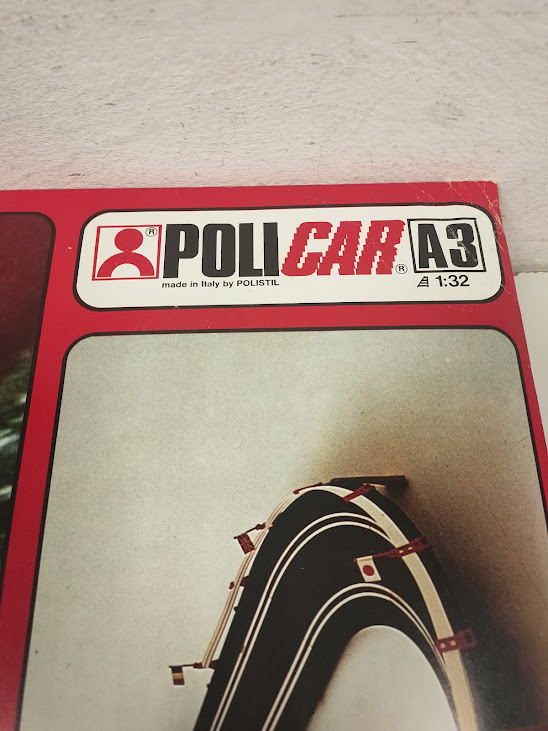 ® POLICAR® A3
made in Italy by POLISTIL
1:32